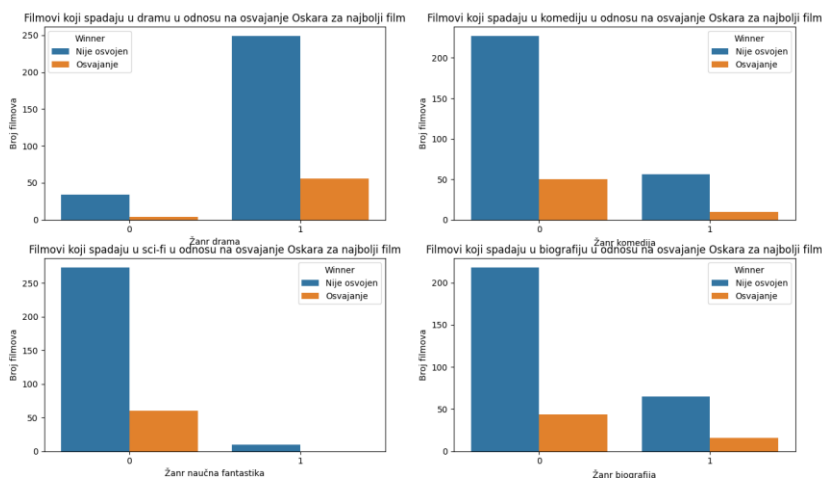 Filmovi koji spadaju u dramu u odnosu na osvajanje Oskara za najbolji film
Winner
Nije osvojen
Osvajanje
Broj filmova
250
200
150
100
50
0
0
1
Žanr drama
Filmovi koji spadaju u komediju u odnosu na osvajanje Oskara za najbolji film
Winner
Nije osvojen
Osvajanje
Broj filmova
200
150
100
50
0
0
1
Žanr komedija
Filmovi koji spadaju u sci-fi u odnosu na osvajanje Oskara za najbolji film
Winner
Nije osvojen
Osvajanje
Broj filmova
250
200
150
100
50
0
0
1
Žanr naučna fantastika
Filmovi koji spadaju u biografiju u odnosu na osvajanje Oskara za najbolji film
Winner
Nije osvojen
Osvajanje
Broj filmova
200
150
100
50
0
0
1
Žanr biografija